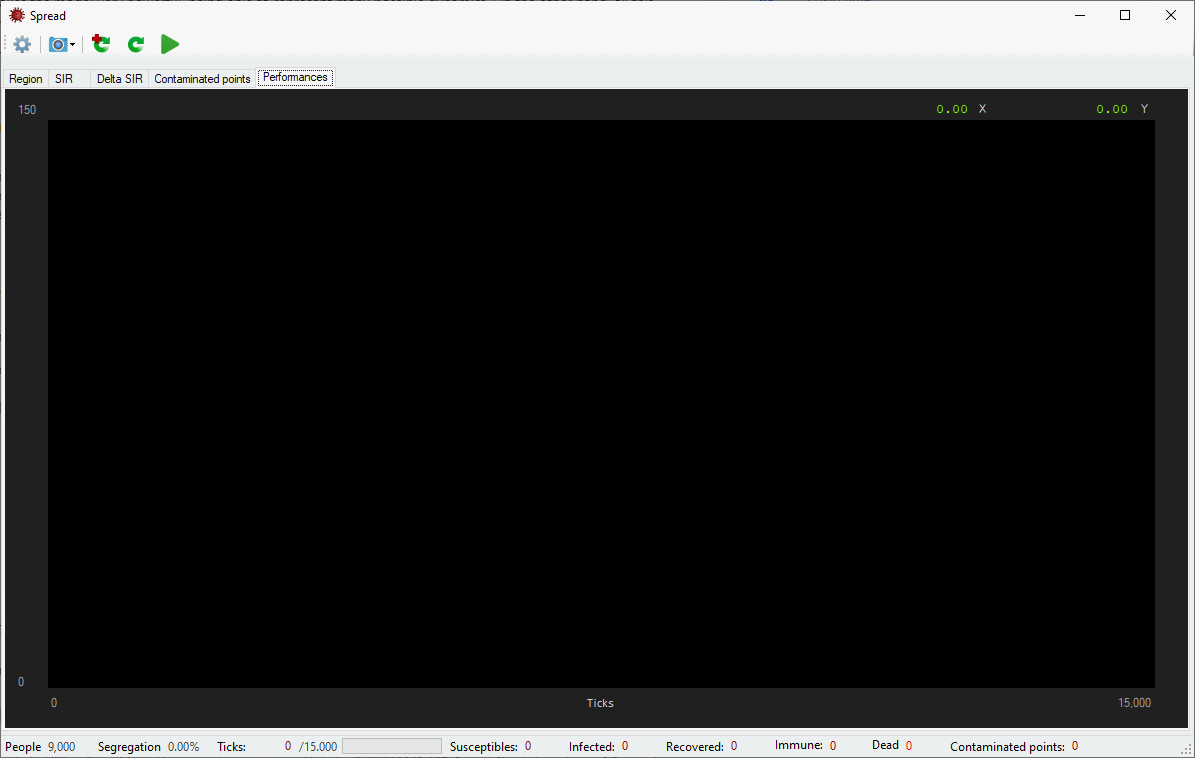 Spread
Region SIR Delta SIR Contaminated points Performances
150 0.00 X 0.00 Y
0
0 Ticks 15,000
People 9,000 Segregation 0.00% Ticks: 0 /15.000 Susceptibles: 0 Infected: 0 Recovered: 0 Immune: 0 Dead 0 Contaminated points: 0